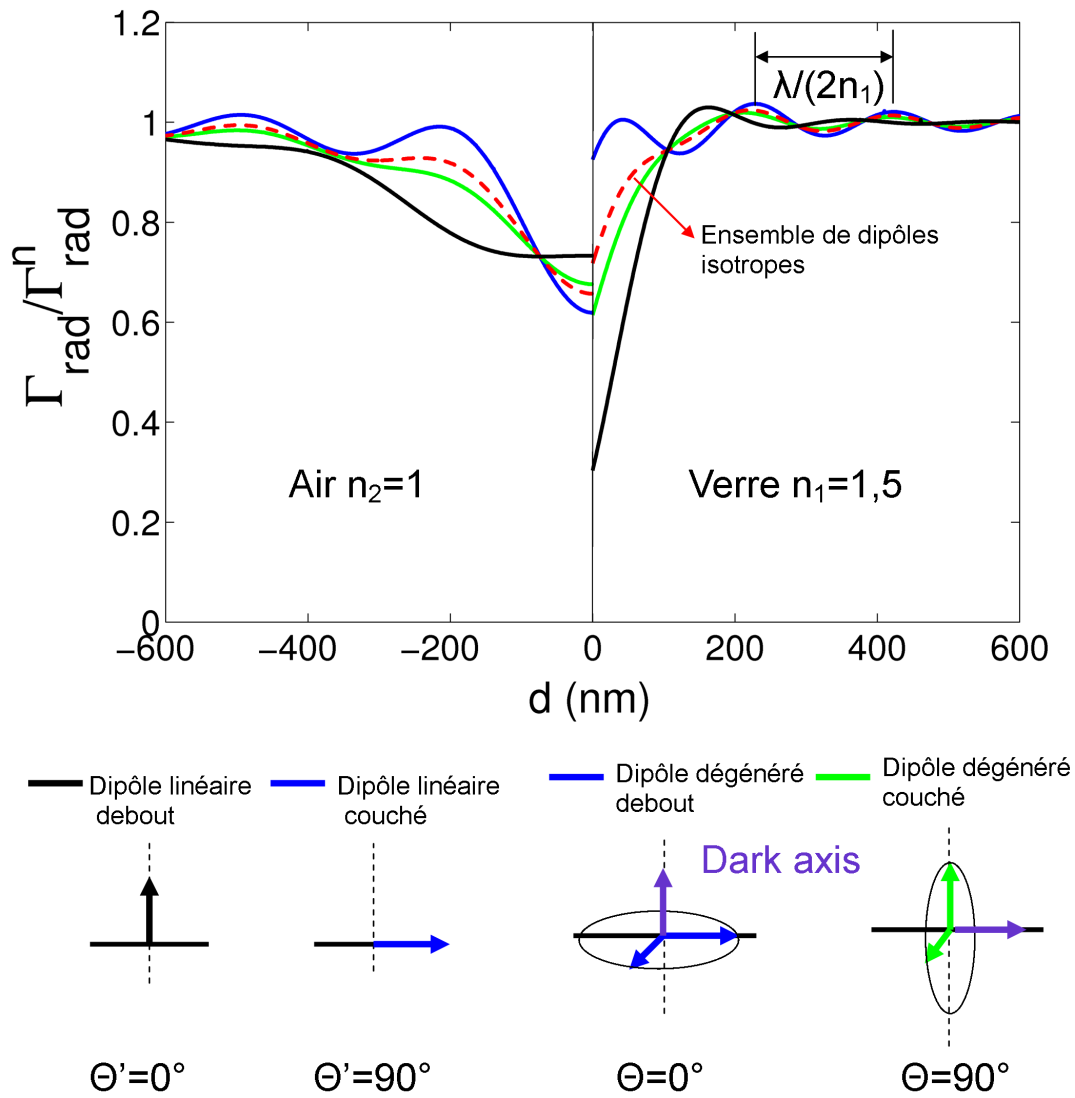 1.2
1
0.8
0.6
0.4
0.2
0
Γrad/Γⁿrad
λ/(2n₁)
Ensemble de dipôles
isotropes
Air n₂=1
Verre n₁=1,5
−600
−400
−200
0
200
400
600
d (nm)
Dipôle linéaire
debout
Dipôle linéaire
couché
Dipôle dégénéré
debout
Dipôle dégénéré
couché
Dark axis
Θ'=0°
Θ'=90°
Θ=0°
Θ=90°